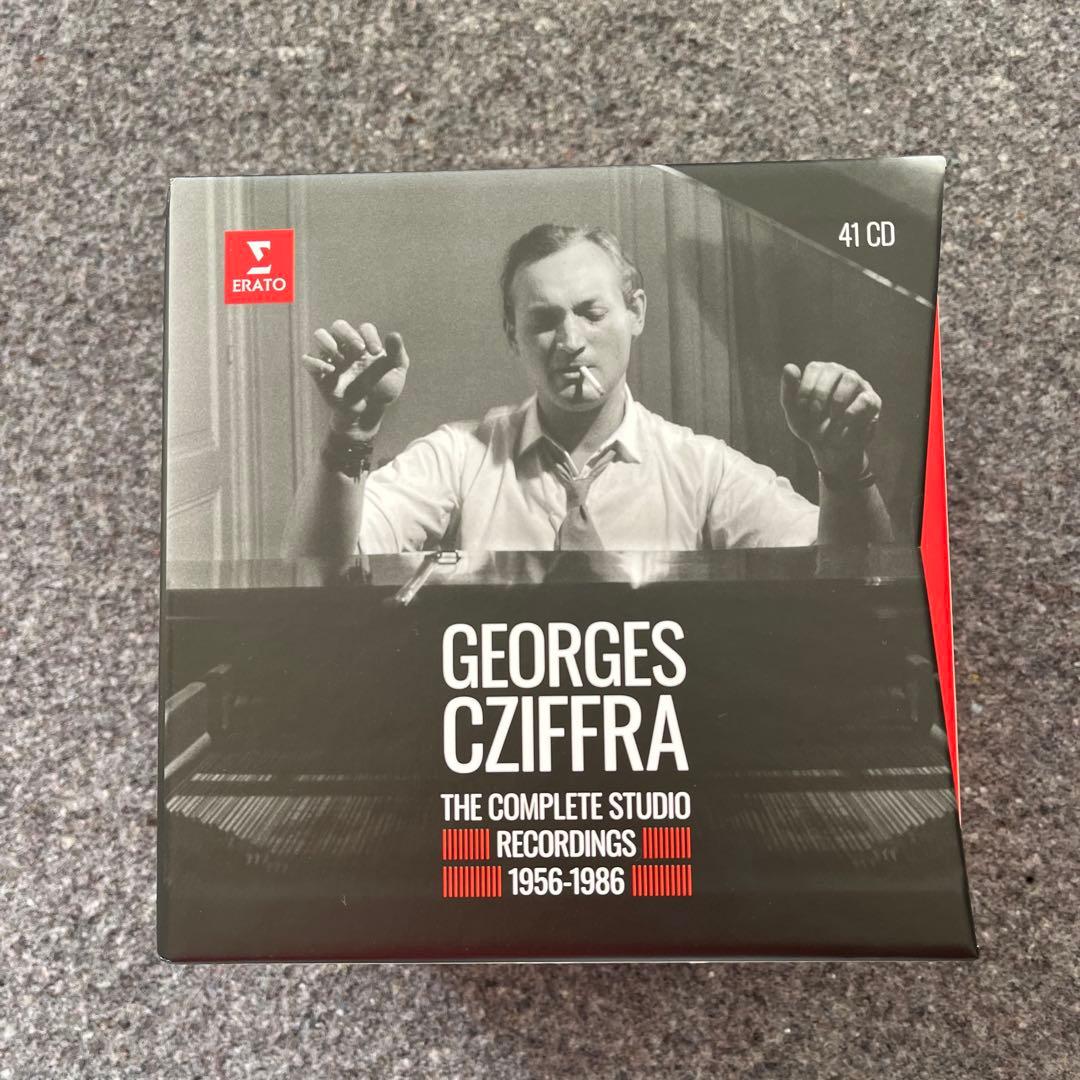 ERATO
41 CD
GEORGES
CZIFFRA
THE COMPLETE STUDIO
RECORDINGS
1956-1986